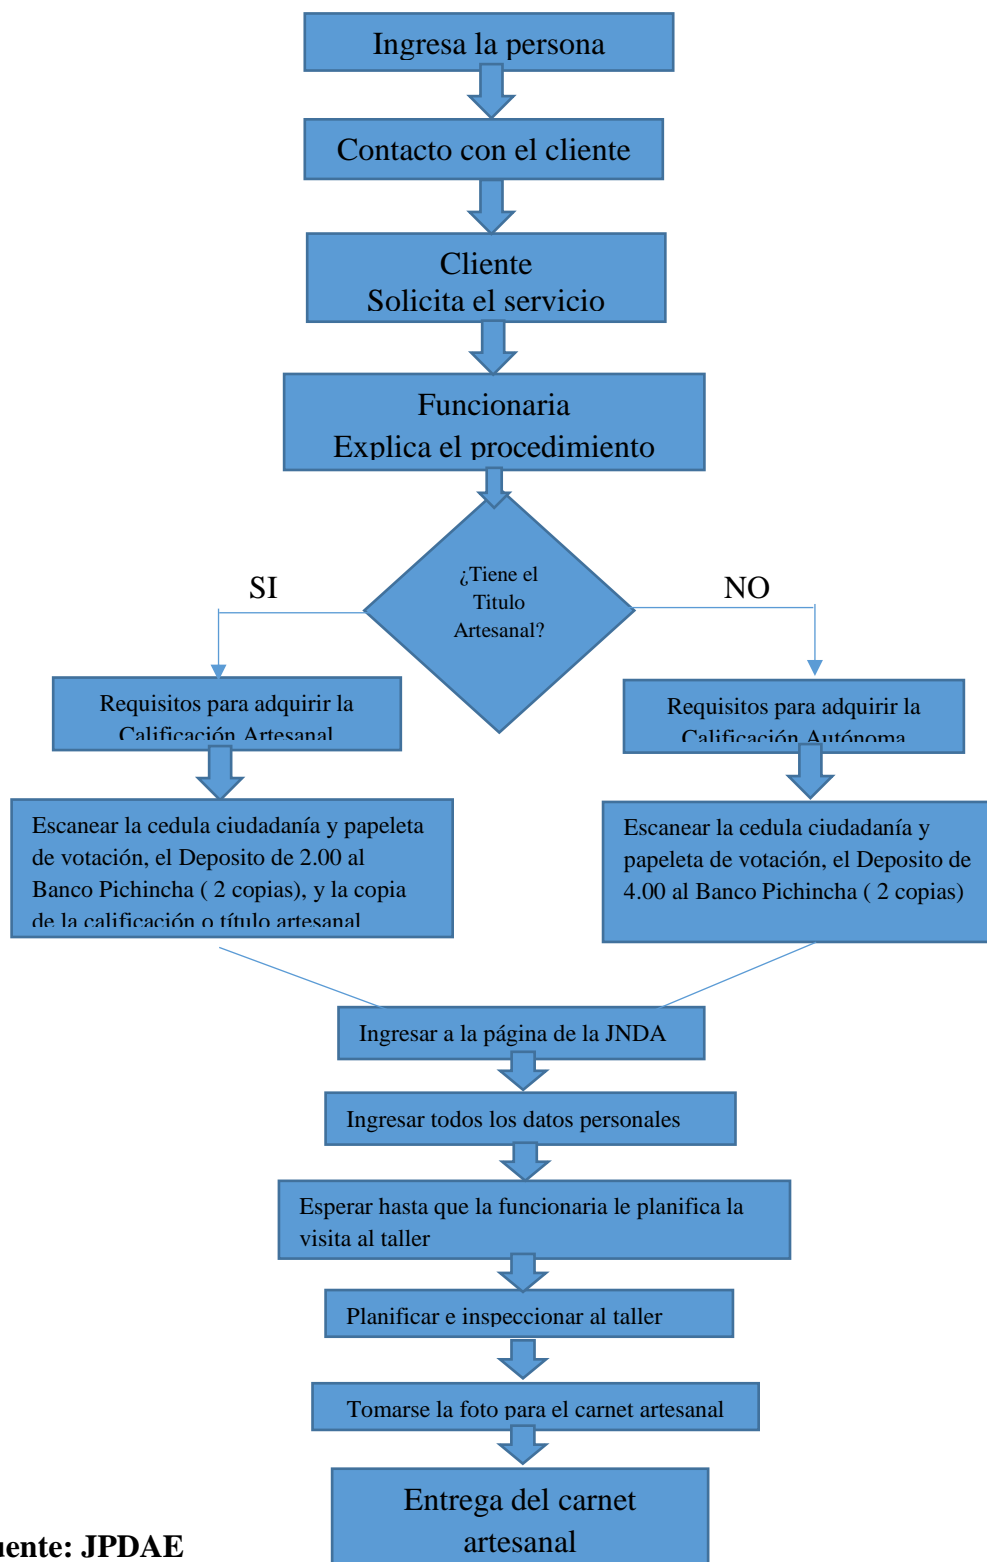 Ingresa la persona
Contacto con el cliente
Cliente
Solicita el servicio
Funcionaria
Explica el procedimiento
¿Tiene el
Titulo
Artesanal?
SI
NO
Requisitos para adquirir la
Calificación Artesanal
Requisitos para adquirir la
Calificación Autónoma
Escanear la cedula ciudadanía y papeleta
de votación, el Deposito de 2.00 al
Banco Pichincha ( 2 copias), y la copia
de la calificación o título artesanal
Escanear la cedula ciudadanía y
papeleta de votación, el Deposito de
4.00 al Banco Pichincha ( 2 copias)
Ingresar a la página de la JNDA
Ingresar todos los datos personales
Esperar hasta que la funcionaria le planifica la
visita al taller
Planificar e inspeccionar al taller
Tomarse la foto para el carnet artesanal
Entrega del carnet
artesanal
uente: JPDAE